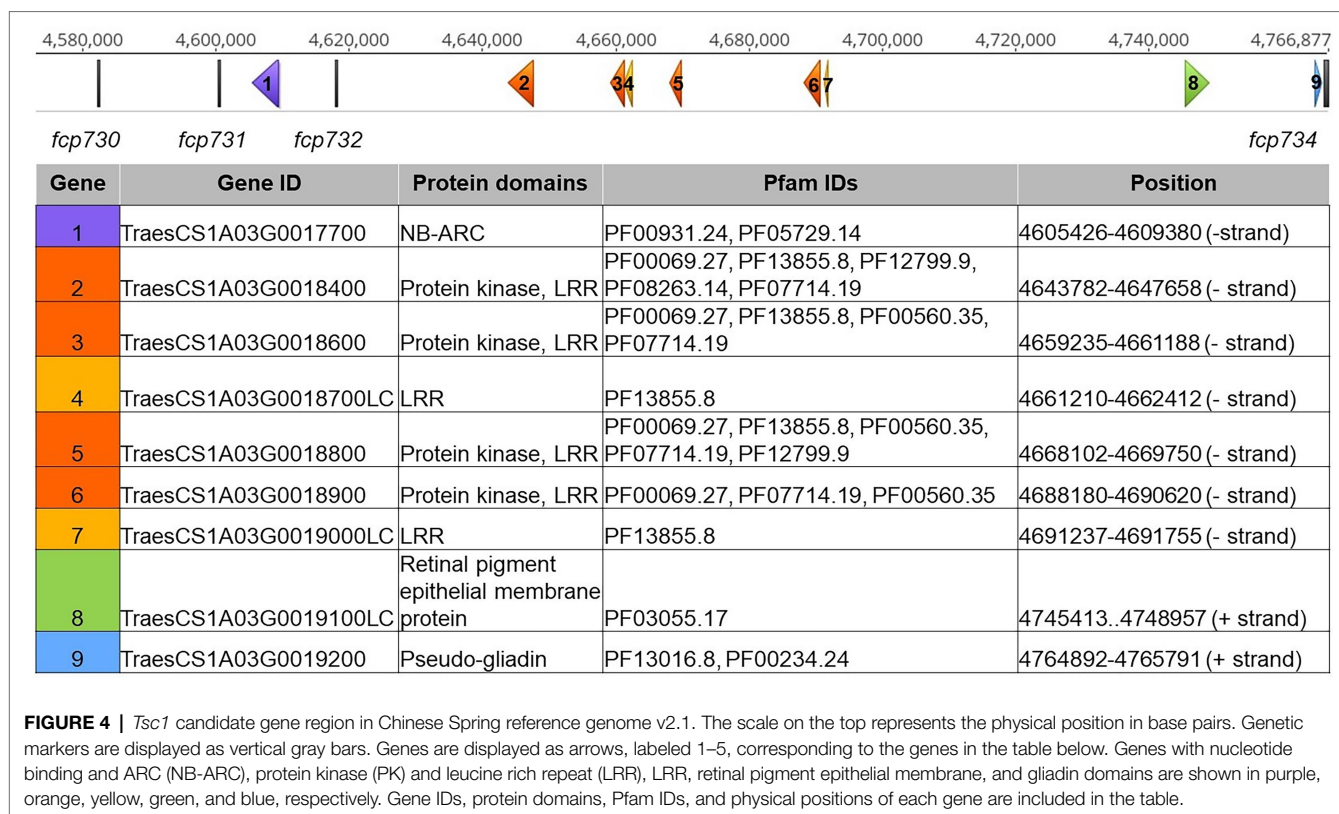 4,580,000 4,600,000 4,620,000 4,640,000 4,660,000 4,680,000 4,700,000 4,720,000 4,740,000 4,766,877
1 2 3 4 5 6 7 8 9
fcp730 fcp731 fcp732 fcp734
Gene Gene ID Protein domains Pfam IDs Position
1 TraesCS1A03G0017700 NB-ARC PF00931.24, PF05729.14 4605426-4609380 (-strand)
PF00069.27, PF13855.8, PF12799.9,
2 TraesCS1A03G0018400 Protein kinase, LRR PF08263.14, PF07714.19 4643782-4647658 (- strand)
PF00069.27, PF13855.8, PF00560.35,
3 TraesCS1A03G0018600 Protein kinase, LRR PF07714.19 4659235-4661188 (- strand)
4 TraesCS1A03G0018700LC LRR PF13855.8 4661210-4662412 (- strand)
PF00069.27, PF13855.8, PF00560.35,
5 TraesCS1A03G0018800 Protein kinase, LRR PF07714.19, PF12799.9 4668102-4669750 (- strand)
6 TraesCS1A03G0018900 Protein kinase, LRR PF00069.27, PF07714.19, PF00560.35 4688180-4690620 (- strand)
7 TraesCS1A03G0019000LC LRR PF13855.8 4691237-4691755 (- strand)
Retinal pigment
epithelial membrane
8 TraesCS1A03G0019100LC protein PF03055.17 4745413..4748957 (+ strand)
9 TraesCS1A03G0019200 Pseudo-gliadin PF13016.8, PF00234.24 4764892-4765791 (+ strand)
FIGURE 4 | Tsc1 candidate gene region in Chinese Spring reference genome v2.1. The scale on the top represents the physical position in base pairs. Genetic
markers are displayed as vertical gray bars. Genes are displayed as arrows, labeled 1–5, corresponding to the genes in the table below. Genes with nucleotide
binding and ARC (NB-ARC), protein kinase (PK) and leucine rich repeat (LRR), LRR, retinal pigment epithelial membrane, and gliadin domains are shown in purple,
orange, yellow, green, and blue, respectively. Gene IDs, protein domains, Pfam IDs, and physical positions of each gene are included in the table.